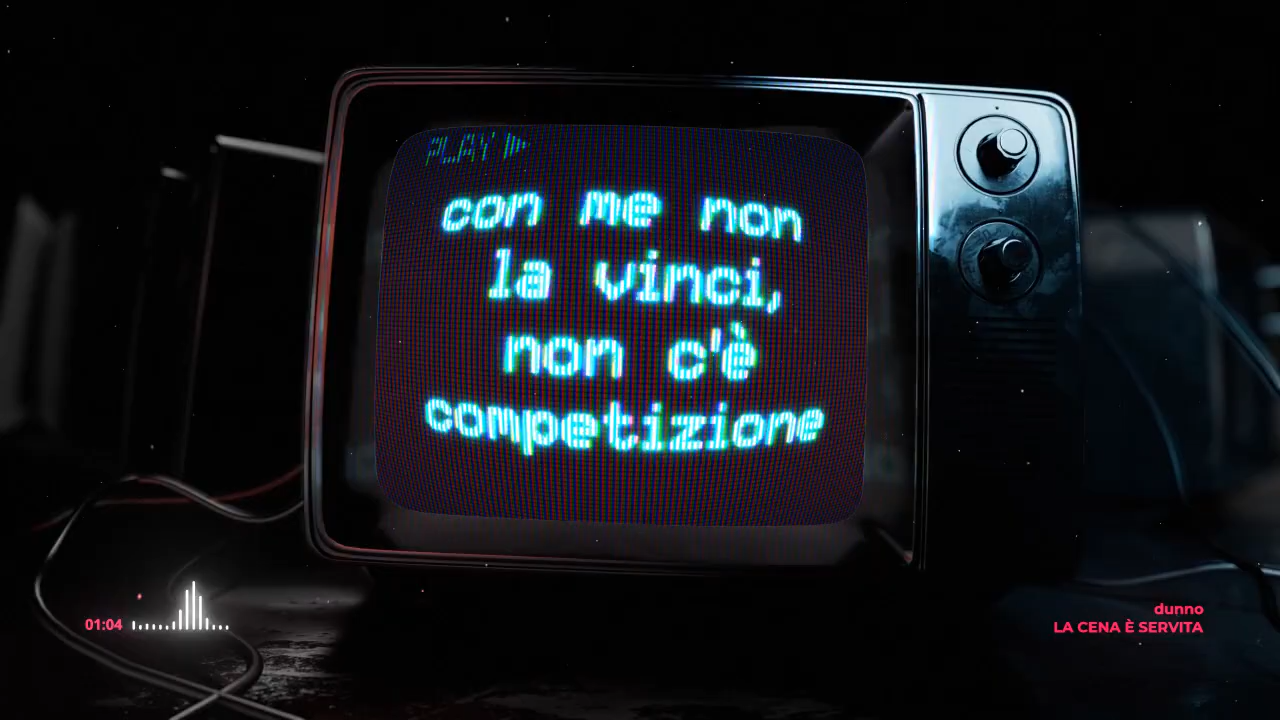 PLAY
con me non
la vinci,
non c'è
competizione
01:04
dunno
LA CENA È SERVITA